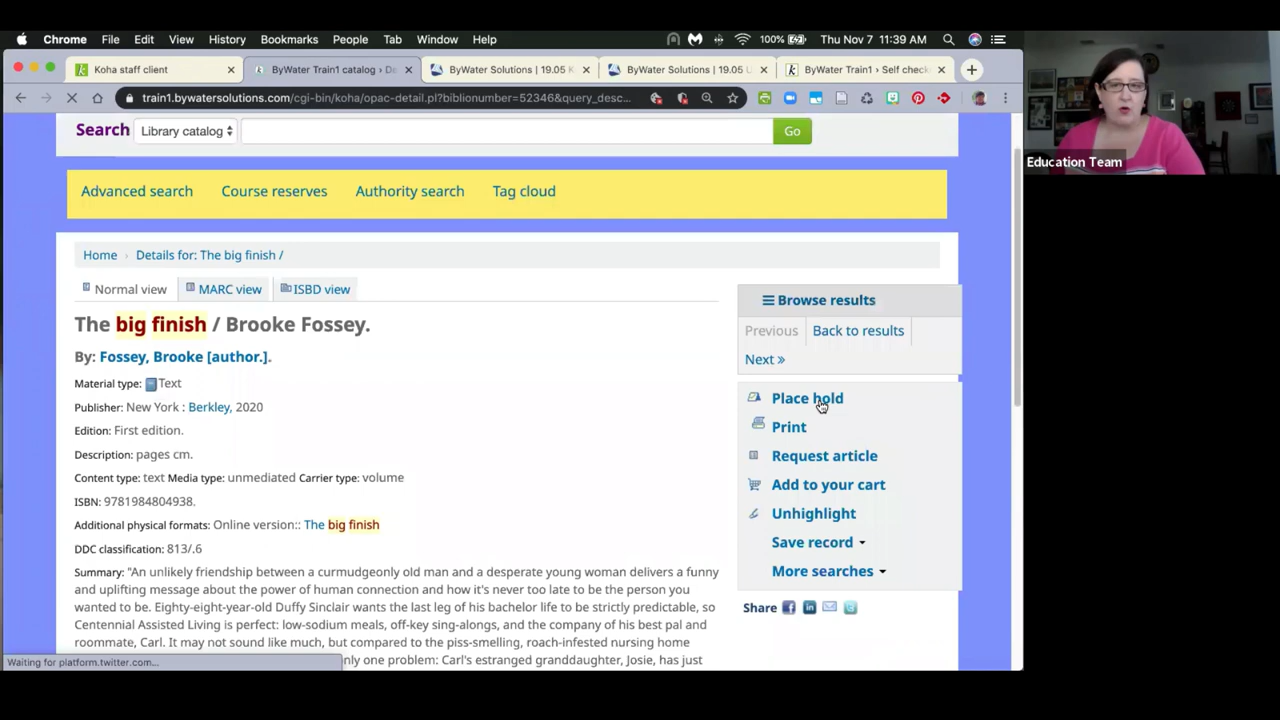 Chrome File Edit View History Bookmarks People Tab Window Help 100% Thu Nov 7 11:39 AM
Koha staff client × ByWater Train1 catalog › De × ByWater Solutions | 19.05 K × ByWater Solutions | 19.05 U × ByWater Train1 › Self check ×
train1.bywatersolutions.com/cgi-bin/koha/opac-detail.pl?biblionumber=52346&query_desc...
Search Library catalog Go
Education Team
Advanced search Course reserves Authority search Tag cloud
Home › Details for: The big finish /
Normal view MARC view ISBD view
The big finish / Brooke Fossey.
By: Fossey, Brooke [author.].
Material type: Text
Publisher: New York : Berkley, 2020
Edition: First edition.
Description: pages cm.
Content type: text Media type: unmediated Carrier type: volume
ISBN: 9781984804938.
Additional physical formats: Online version:: The big finish
DDC classification: 813/.6
Summary: "An unlikely friendship between a curmudgeonly old man and a desperate young woman delivers a funny
and uplifting message about the power of human connection and how it's never too late to be the person you
wanted to be. Eighty-eight-year-old Duffy Sinclair wants the last leg of his bachelor life to be strictly predictable, so
Centennial Assisted Living is perfect: low-sodium meals, off-key sing-alongs, and the company of his best pal and
roommate, Carl. It may not sound like much, but compared to the piss-smelling, roach-infested nursing home
only one problem: Carl's estranged granddaughter, Josie, has just
Browse results
Previous Back to results
Next »
Place hold
Print
Request article
Add to your cart
Unhighlight
Save record
More searches
Share
Waiting for platform.twitter.com...